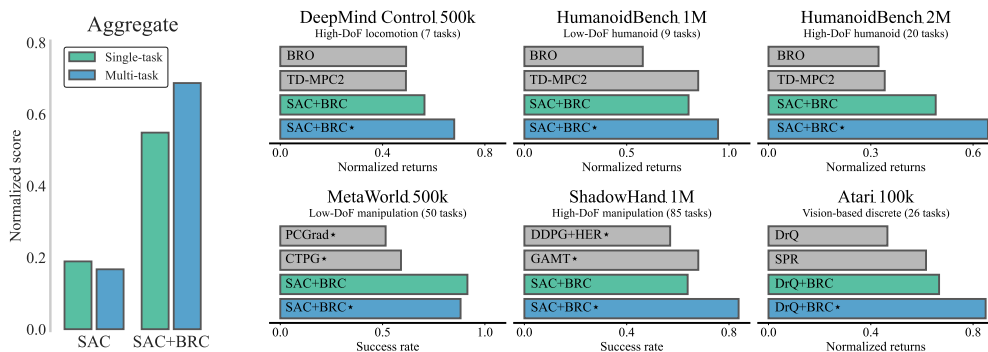 Aggregate
Normalized score
0.8
0.6
0.4
0.2
0.0
Single-task
Multi-task
SAC
SAC+BRC
DeepMind Control 500k
High-DoF locomotion (7 tasks)
BRO
TD-MPC2
SAC+BRC
SAC+BRC⋆
0.0
0.4
0.8
Normalized returns
HumanoidBench 1M
Low-DoF humanoid (9 tasks)
BRO
TD-MPC2
SAC+BRC
SAC+BRC⋆
0.0
0.5
1.0
Normalized returns
HumanoidBench 2M
High-DoF humanoid (20 tasks)
BRO
TD-MPC2
SAC+BRC
SAC+BRC⋆
0.0
0.3
0.6
Normalized returns
MetaWorld 500k
Low-DoF manipulation (50 tasks)
PCGrad⋆
CTPG⋆
SAC+BRC
SAC+BRC⋆
0.0
0.5
1.0
Success rate
ShadowHand 1M
High-DoF manipulation (85 tasks)
DDPG+HER⋆
GAMT⋆
SAC+BRC
SAC+BRC⋆
0.0
0.4
0.8
Success rate
Atari 100k
Vision-based discrete (26 tasks)
DrQ
SPR
DrQ+BRC
DrQ+BRC⋆
0.0
0.4
0.8
Normalized returns